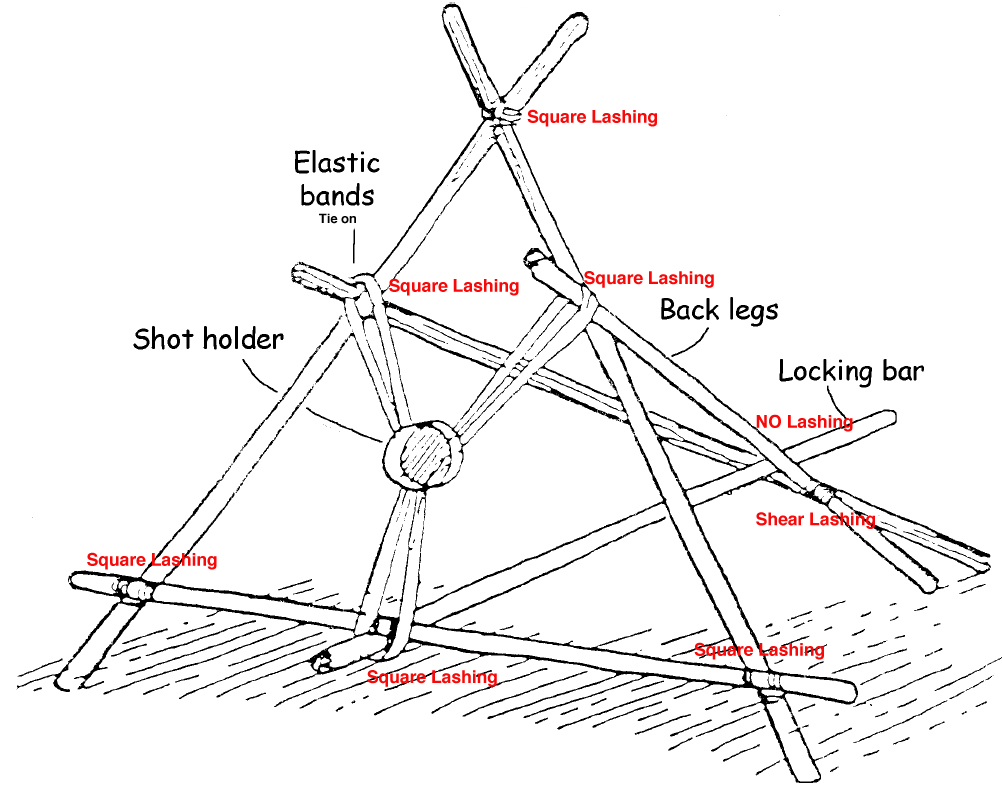 Square Lashing
Elastic
bands
Tie on
Square Lashing
Square Lashing
Back legs
Shot holder
Locking bar
NO Lashing
Shear Lashing
Square Lashing
Square Lashing
Square Lashing